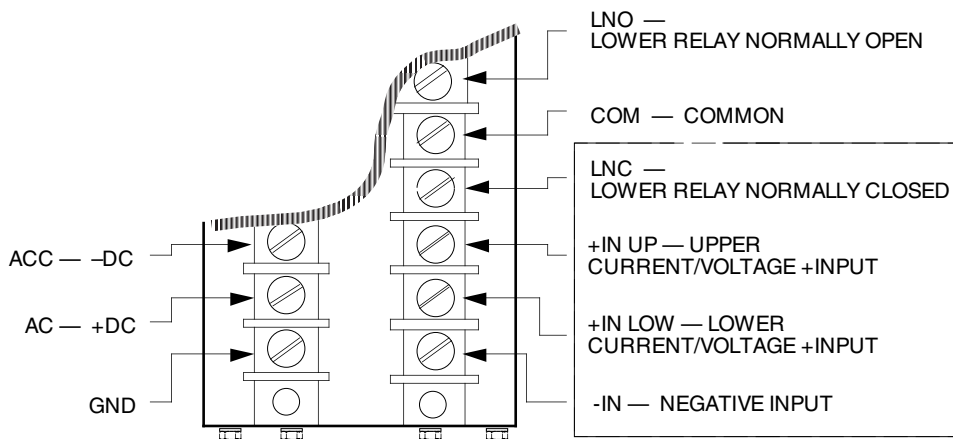 LNO —
LOWER RELAY NORMALLY OPEN
COM — COMMON
LNC —
LOWER RELAY NORMALLY CLOSED
+IN UP — UPPER
CURRENT/VOLTAGE +INPUT
+IN LOW — LOWER
CURRENT/VOLTAGE +INPUT
-IN — NEGATIVE INPUT
ACC — –DC
AC — +DC
GND